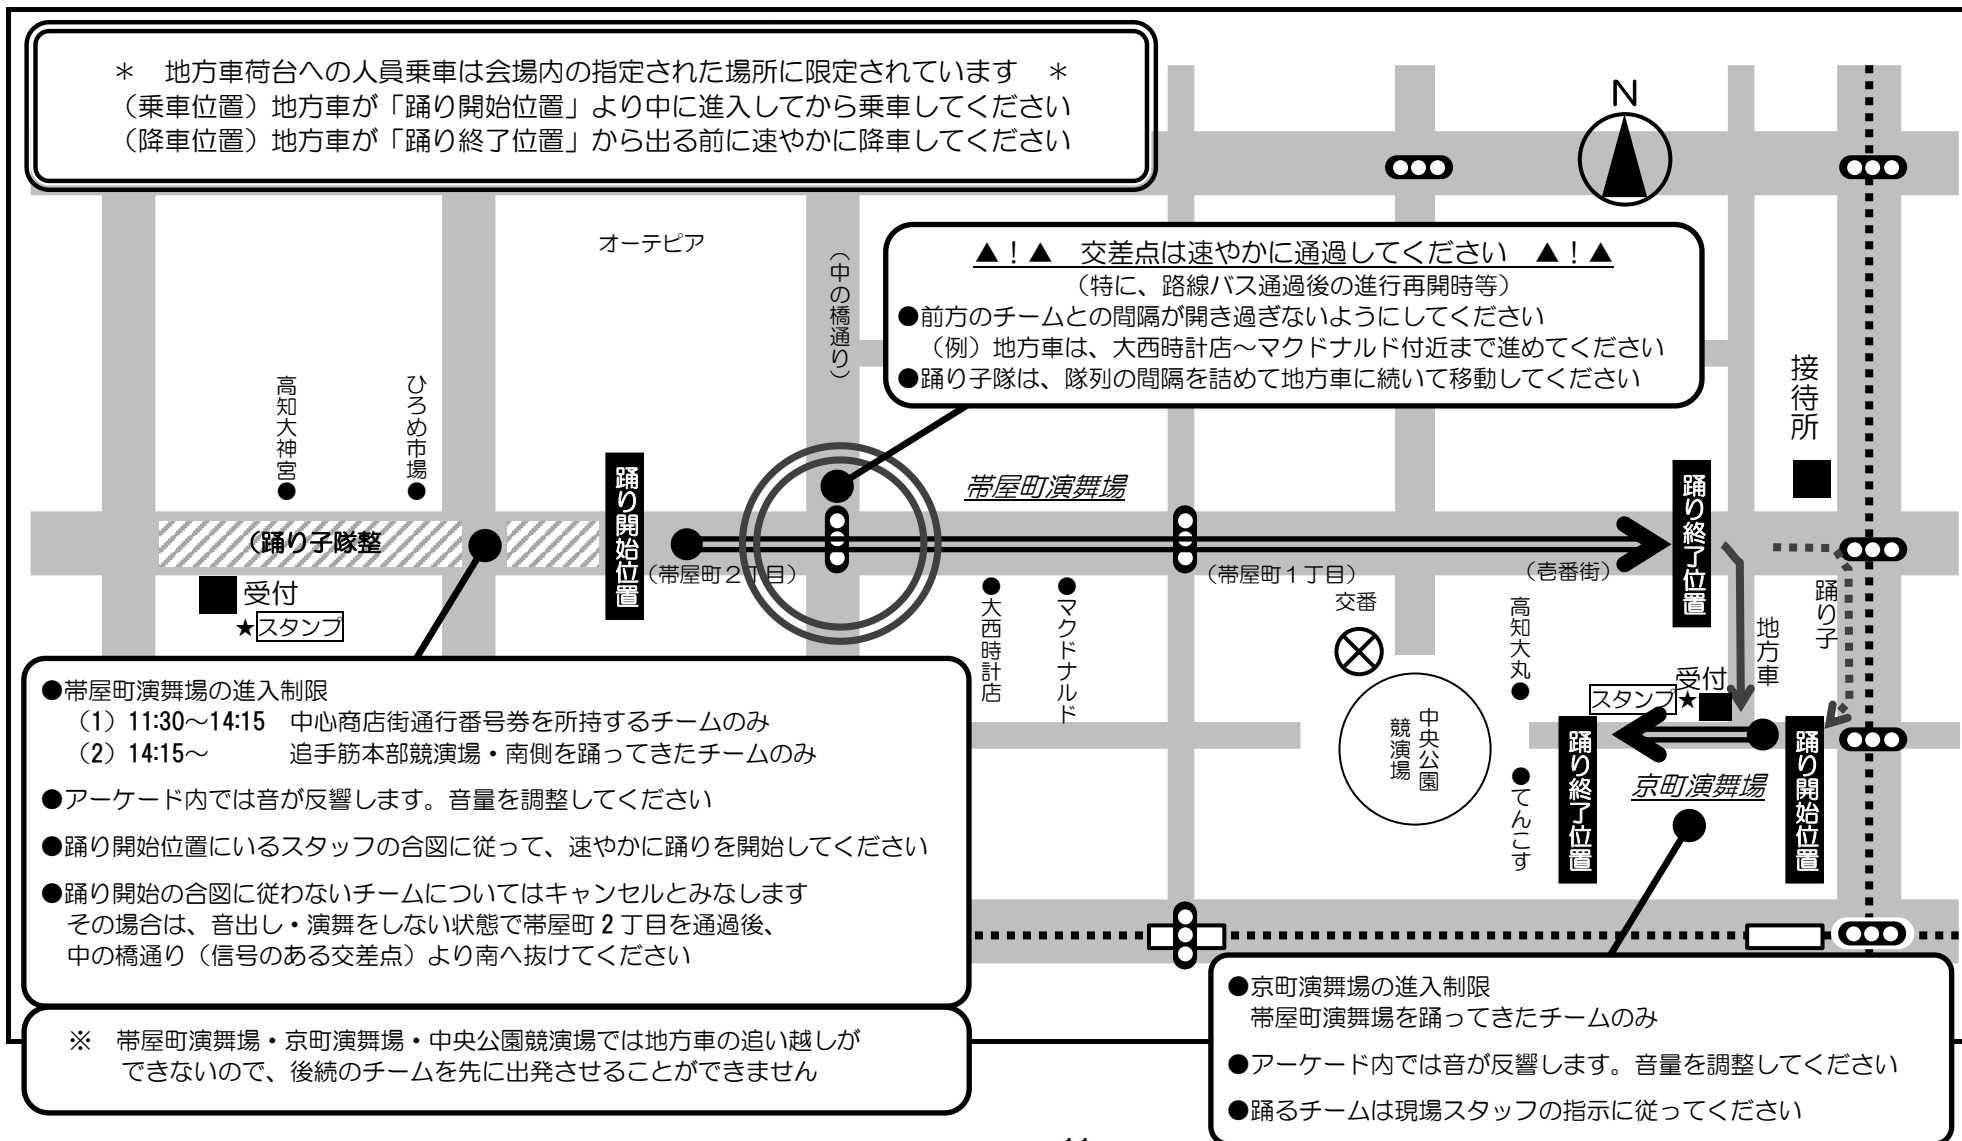 ＊　地方車荷台への人員乗車は会場内の指定された場所に限定されています　＊
（乗車位置）地方車が「踊り開始位置」より中に進入してから乗車してください
（降車位置）地方車が「踊り終了位置」から出る前に速やかに降車してください
N
オーテピア
（中の橋通り）
▲！▲　交差点は速やかに通過してください　▲！▲
（特に、路線バス通過後の進行再開時等）
●前方のチームとの間隔が開き過ぎないようにしてください
（例）地方車は、大西時計店～マクドナルド付近まで進めてください
●踊り子隊は、隊列の間隔を詰めて地方車に続いて移動してください
高知大神宮
ひろめ市場
接待所
踊り開始位置
帯屋町演舞場
踊り終了位置
（踊り子隊整
（帯屋町２丁目）
（帯屋町１丁目）
（壱番街）
受付
★スタンプ
大西時計店
マクドナルド
交番
高知大丸
地方車
踊り子
受付
スタンプ★
中央公園
競演場
てんこす
踊り終了位置
京町演舞場
踊り開始位置
●帯屋町演舞場の進入制限
（1）11:30～14:15　中心商店街通行番号券を所持するチームのみ
（2）14:15～　　　追手筋本部競演場・南側を踊ってきたチームのみ
●アーケード内では音が反響します。音量を調整してください
●踊り開始位置にいるスタッフの合図に従って、速やかに踊りを開始してください
●踊り開始の合図に従わないチームについてはキャンセルとみなします
その場合は、音出し・演舞をしない状態で帯屋町２丁目を通過後、
中の橋通り（信号のある交差点）より南へ抜けてください
※　帯屋町演舞場・京町演舞場・中央公園競演場では地方車の追い越しが
できないので、後続のチームを先に出発させることができません
●京町演舞場の進入制限
帯屋町演舞場を踊ってきたチームのみ
●アーケード内では音が反響します。音量を調整してください
●踊るチームは現場スタッフの指示に従ってください